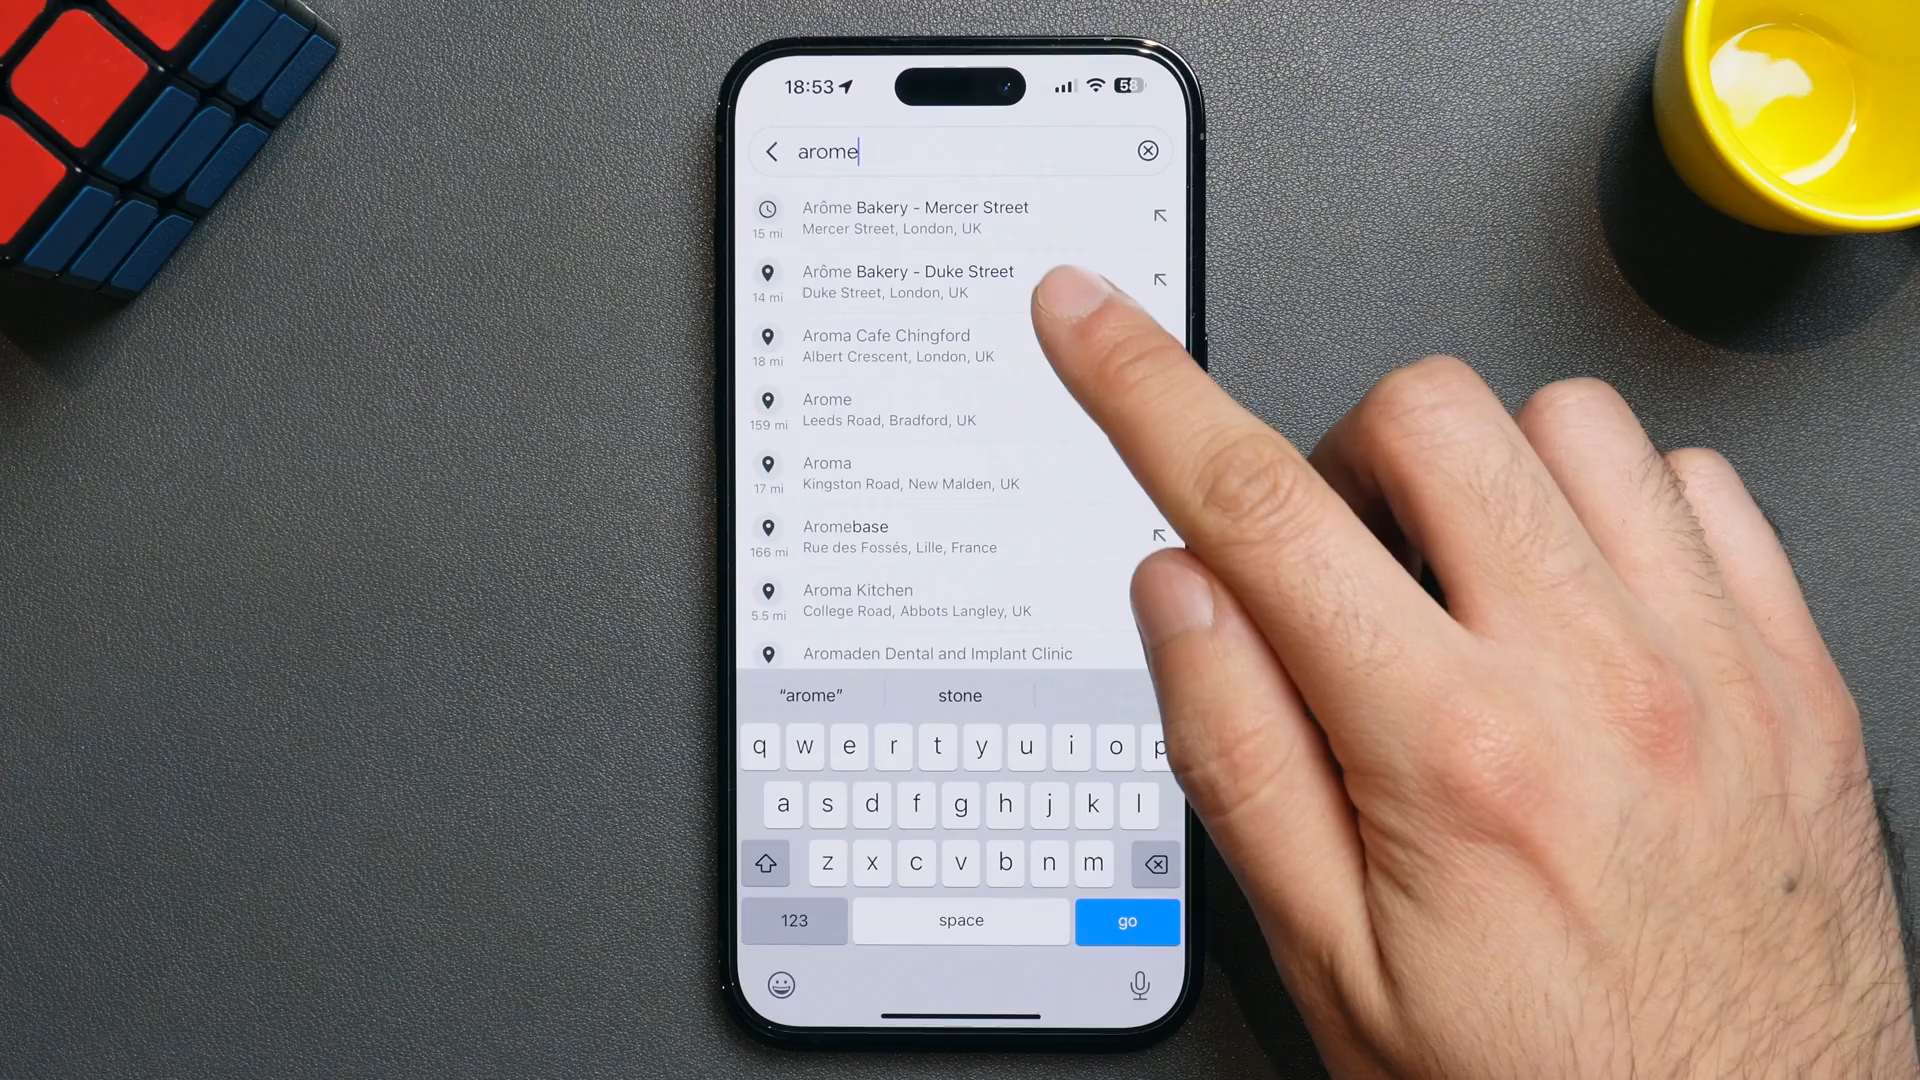 18:53
58
arome
Arôme Bakery - Mercer Street
15 mi
Mercer Street, London, UK
Arôme Bakery - Duke Street
14 mi
Duke Street, London, UK
Aroma Cafe Chingford
18 mi
Albert Crescent, London, UK
Arome
159 mi
Leeds Road, Bradford, UK
Aroma
17 mi
Kingston Road, New Malden, UK
Aromebase
166 mi
Rue des Fossés, Lille, France
Aroma Kitchen
5.5 mi
College Road, Abbots Langley, UK
Aromaden Dental and Implant Clinic
“arome” stone
q w e r t y u i o p
a s d f g h j k l
z x c v b n m
123 space go